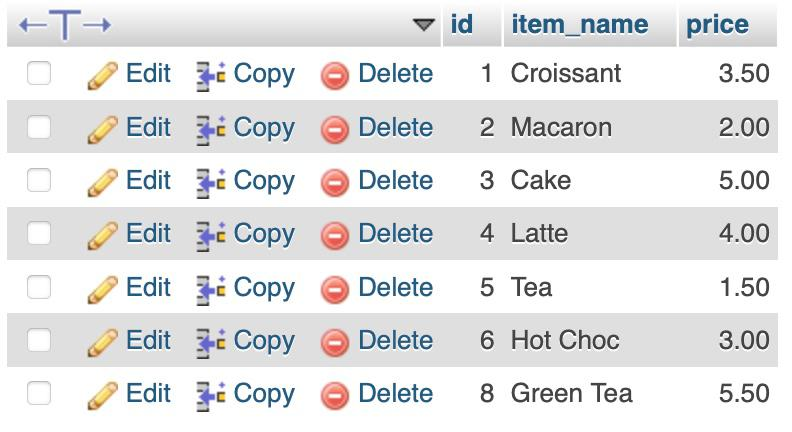 id item_name price
Edit Copy Delete 1 Croissant 3.50
Edit Copy Delete 2 Macaron 2.00
Edit Copy Delete 3 Cake 5.00
Edit Copy Delete 4 Latte 4.00
Edit Copy Delete 5 Tea 1.50
Edit Copy Delete 6 Hot Choc 3.00
Edit Copy Delete 8 Green Tea 5.50